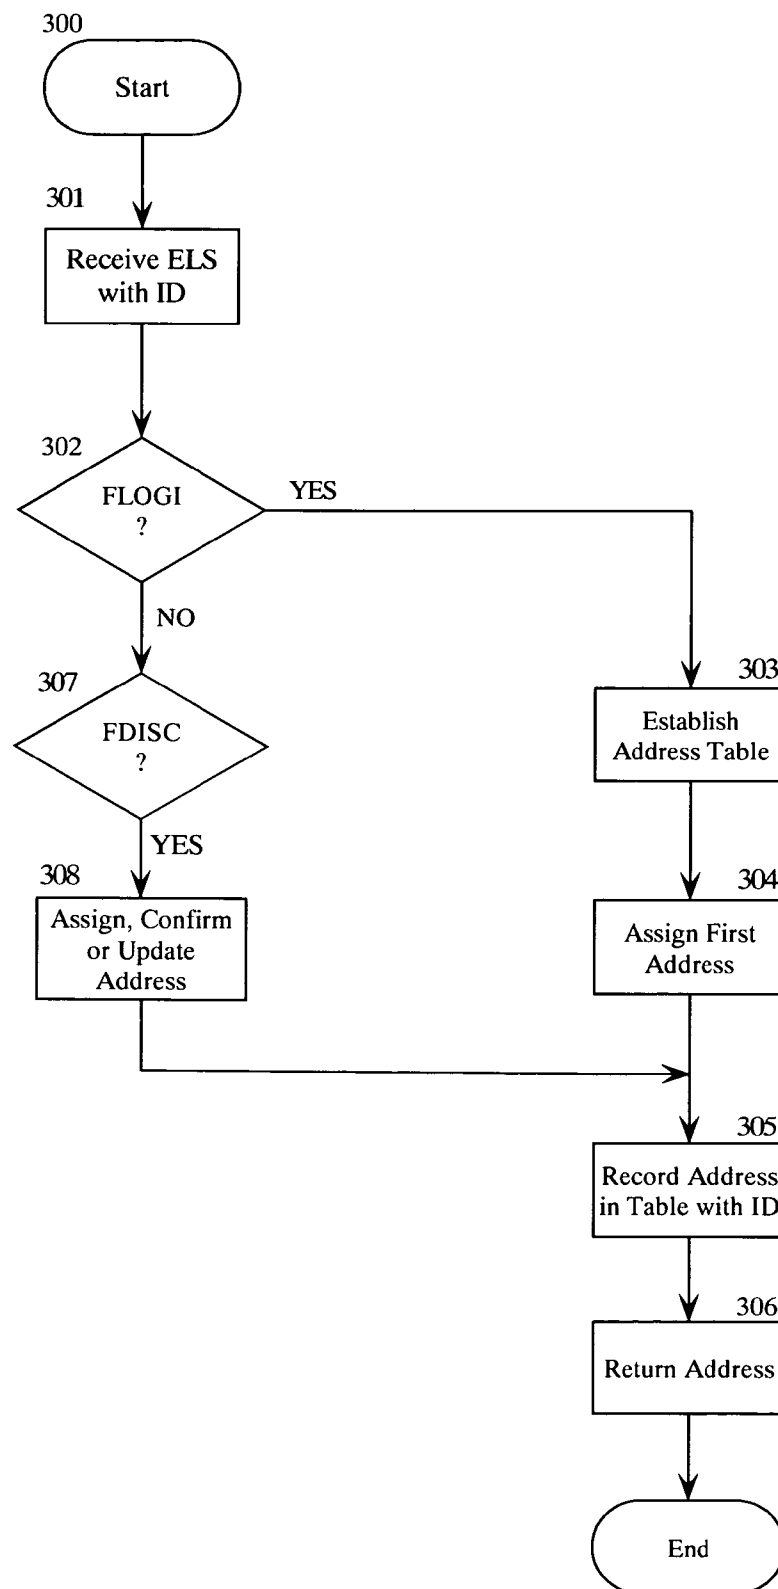 300
Start
301
Receive ELS
with ID
302
FLOGI
?
YES
NO
307
FDISC
?
YES
303
Establish
Address Table
308
Assign, Confirm
or Update
Address
304
Assign First
Address
305
Record Address
in Table with ID
306
Return Address
End